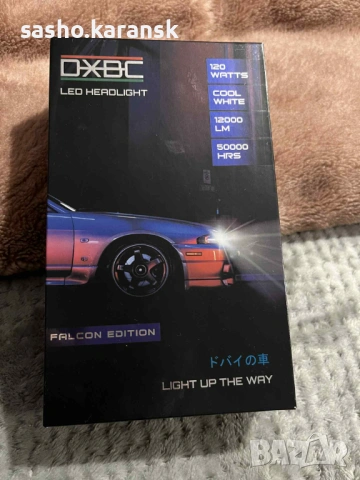 sasho.karansk
DXBC
LED HEADLIGHT
120
WATTS
COOL
WHITE
12000
LM
50000
HRS
FALCON EDITION
ドバイの車
LIGHT UP THE WAY
BAZAR